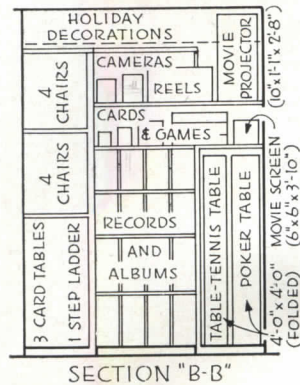 HOLIDAY
DECORATIONS
MOVIE
PROJECTOR
(10"x1'-1"x2'-8")
CAMERAS
REELS
4
CHAIRS
CARDS
& GAMES
4
CHAIRS
RECORDS
AND
ALBUMS
3 CARD TABLES
1 STEP LADDER
TABLE-TENNIS TABLE
POKER TABLE
MOVIE SCREEN
(6"x6"x3'-10")
4'-0"x4'-0"
(FOLDED)
SECTION "B-B"